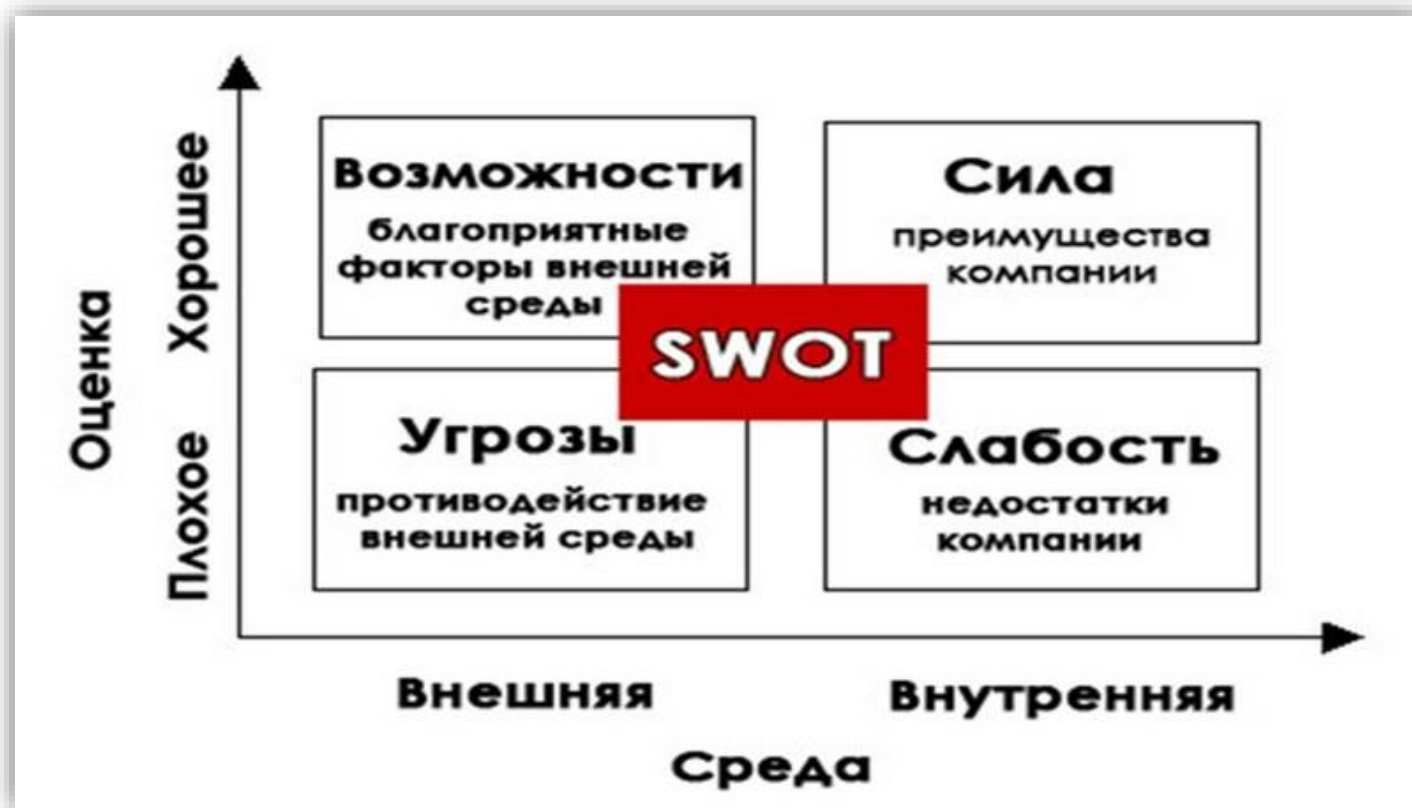 Оценка
Хорошее
Плохое
Возможности
благоприятные
факторы внешней
среды
Сила
преимущества
компании
SWOT
Угрозы
противодействие
внешней среды
Слабость
недостатки
компании
Внешняя
Внутренняя
Среда